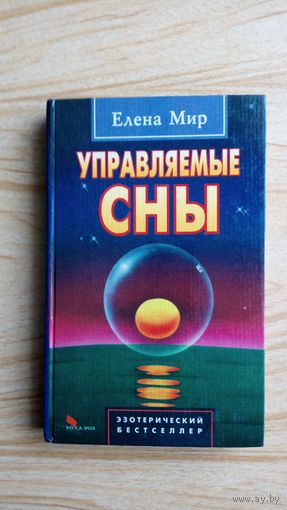 Елена Мир
УПРАВЛЯЕМЫЕ
СНЫ
ЭЗОТЕРИЧЕСКИЙ
БЕСТСЕЛЛЕР
РОСА РОЗ
www.ay.by